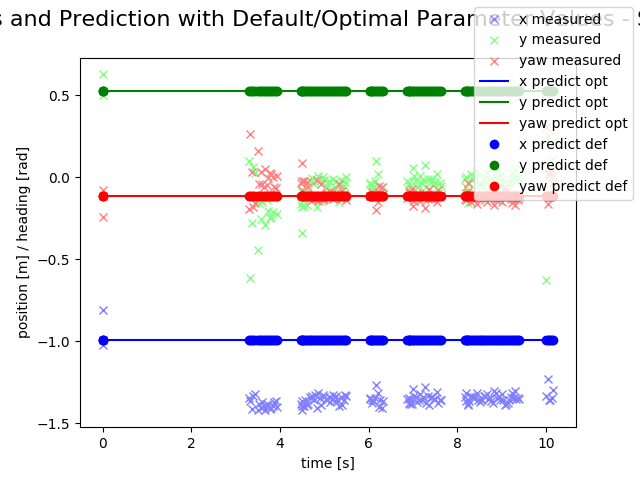 s and Prediction with Default/Optimal Parameter Values - S
x measured
y measured
yaw measured
x predict opt
y predict opt
yaw predict opt
x predict def
y predict def
yaw predict def
position [m] / heading [rad]
0.5
0.0
−0.5
−1.0
−1.5
0 2 4 6 8 10
time [s]